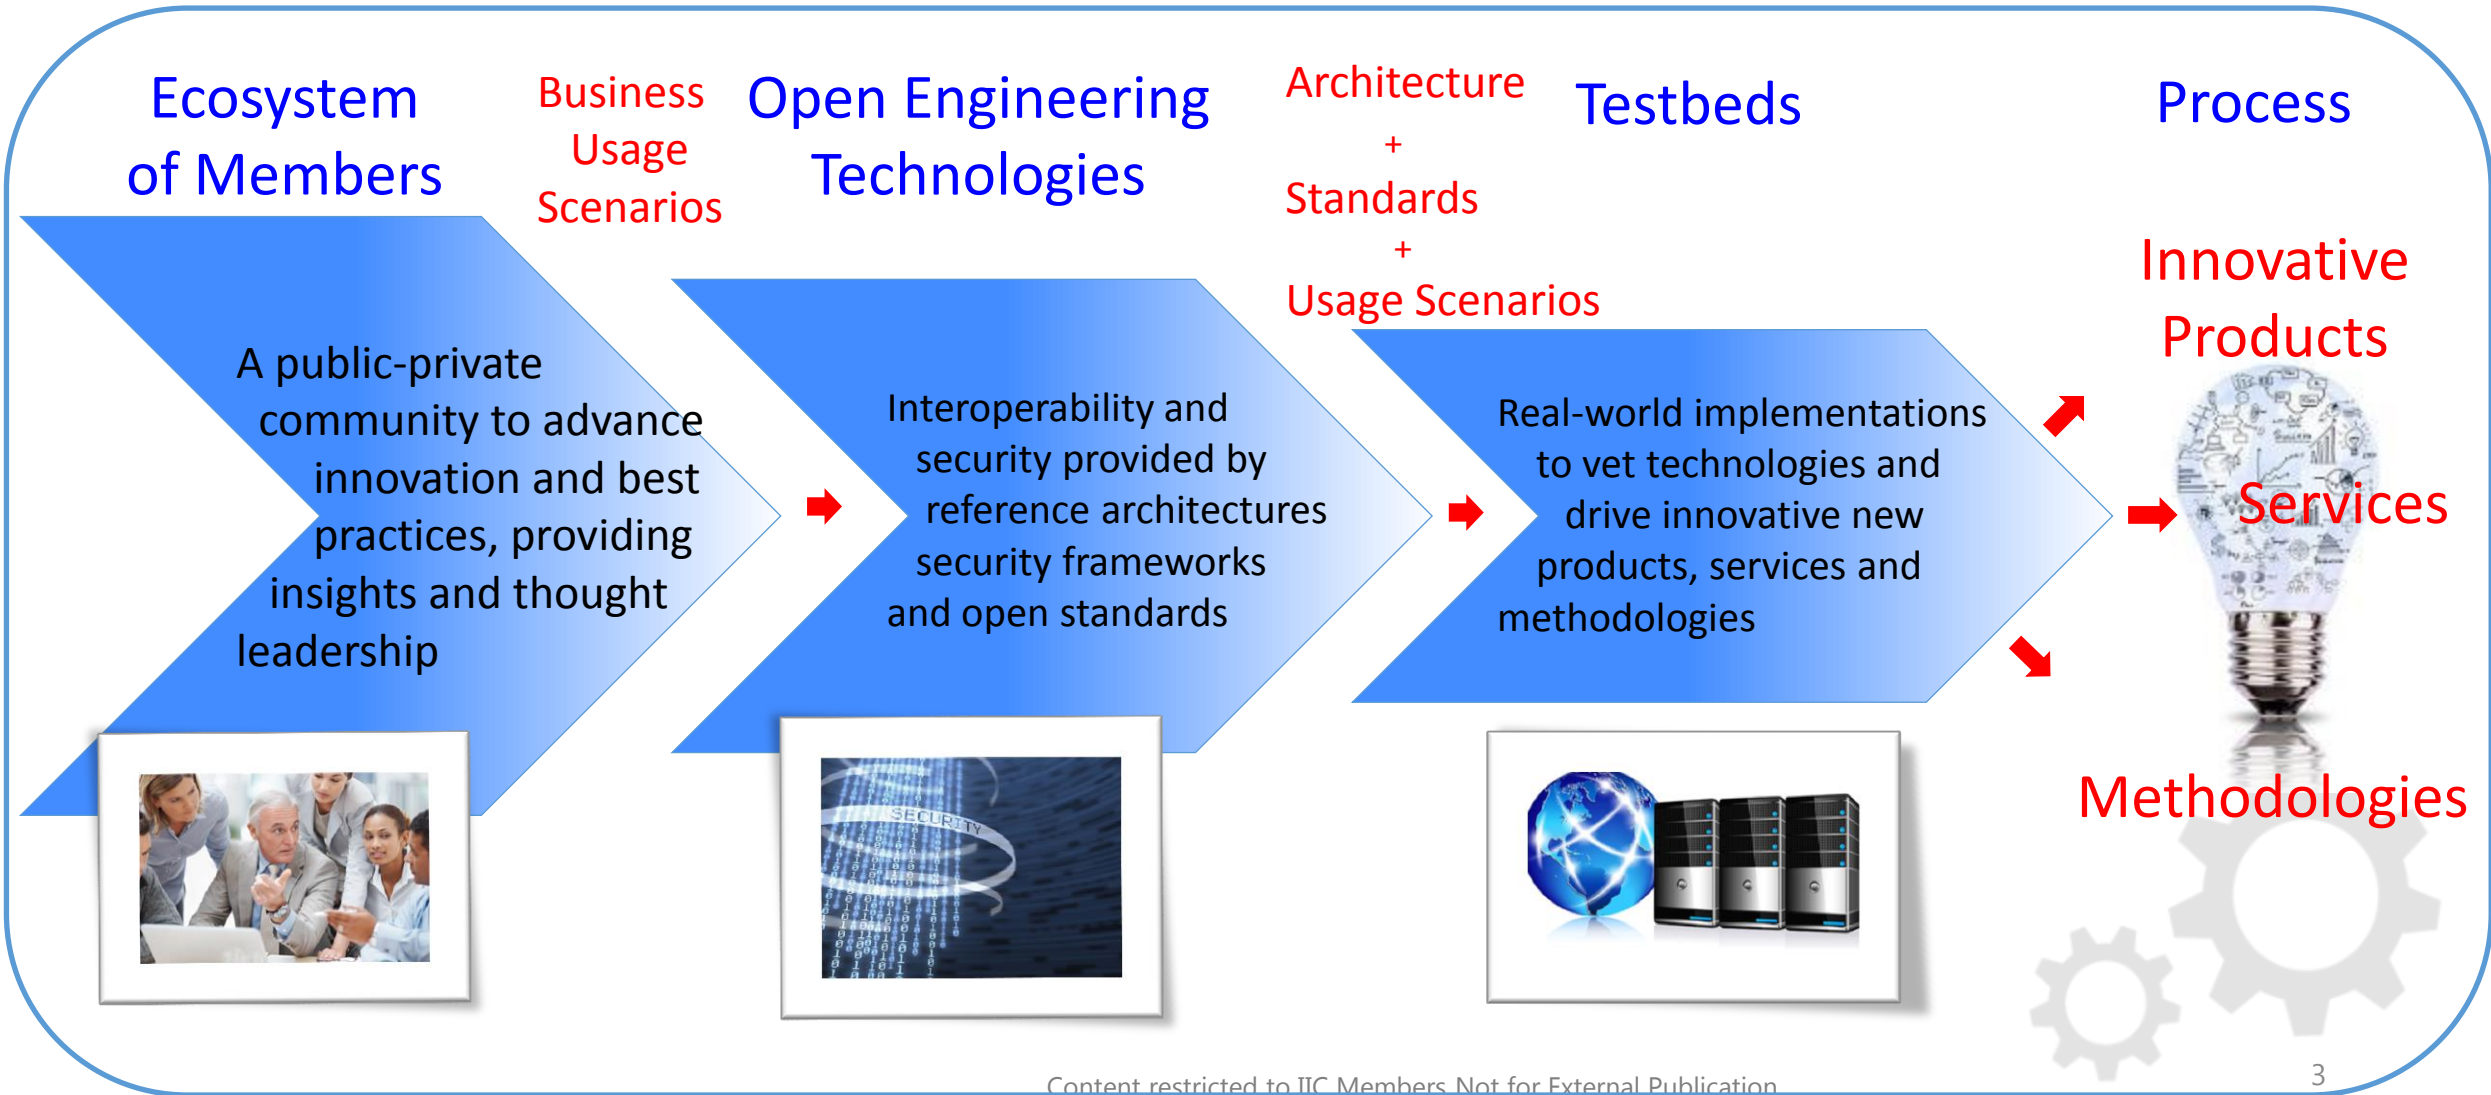 Ecosystem
of Members
Business
Usage
Scenarios
Open Engineering
Technologies
Architecture
+
Standards
+
Usage Scenarios
Testbeds
Process
A public-private
community to advance
innovation and best
practices, providing
insights and thought
leadership
Interoperability and
security provided by
reference architectures
security frameworks
and open standards
Real-world implementations
to vet technologies and
drive innovative new
products, services and
methodologies
Innovative
Products
Services
Methodologies
SECURITY
Content restricted to IIC Members Not for External Publication
3